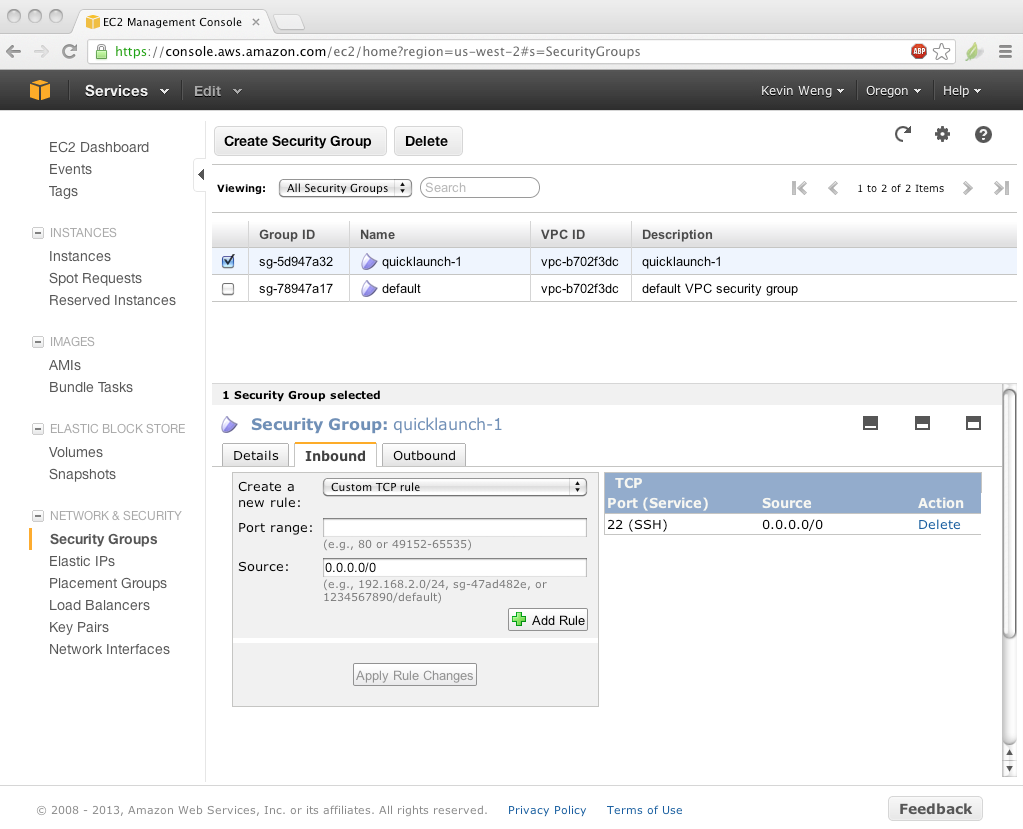 EC2 Management Console
https://console.aws.amazon.com/ec2/home?region=us-west-2#s=SecurityGroups
ABP
Services Edit Kevin Weng Oregon Help
EC2 Dashboard
Events
Tags
INSTANCES
Instances
Spot Requests
Reserved Instances
IMAGES
AMIs
Bundle Tasks
ELASTIC BLOCK STORE
Volumes
Snapshots
NETWORK & SECURITY
Security Groups
Elastic IPs
Placement Groups
Load Balancers
Key Pairs
Network Interfaces
Create Security Group Delete
Viewing: All Security Groups Search 1 to 2 of 2 Items
Group ID Name VPC ID Description
sg-5d947a32 quicklaunch-1 vpc-b702f3dc quicklaunch-1
sg-78947a17 default vpc-b702f3dc default VPC security group
1 Security Group selected
Security Group: quicklaunch-1
Details Inbound Outbound
Create a new rule: Custom TCP rule
Port range:
(e.g., 80 or 49152-65535)
Source: 0.0.0.0/0
(e.g., 192.168.2.0/24, sg-47ad482e, or
1234567890/default)
Add Rule
Apply Rule Changes
TCP
Port (Service) Source Action
22 (SSH) 0.0.0.0/0 Delete
© 2008 - 2013, Amazon Web Services, Inc. or its affiliates. All rights reserved. Privacy Policy Terms of Use
Feedback